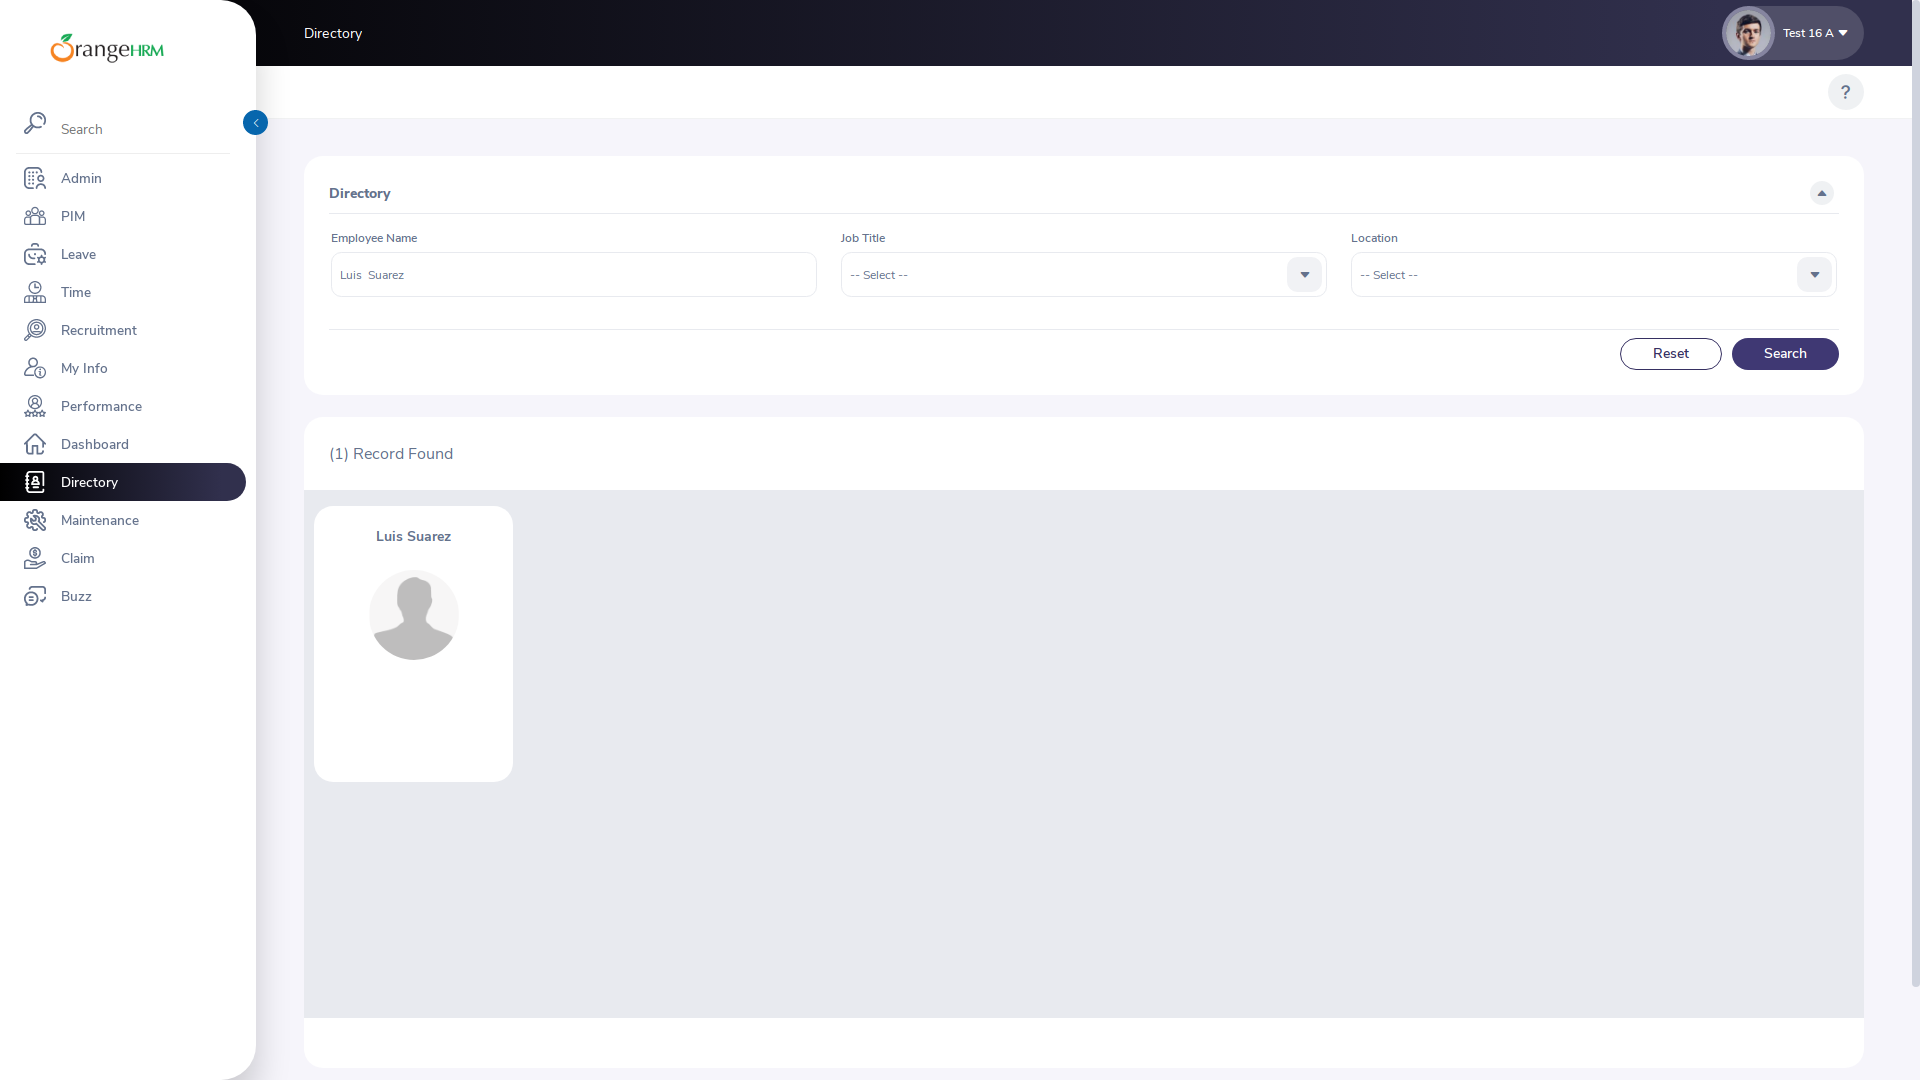 OrangeHRM
Search
Admin
PIM
Leave
Time
Recruitment
My Info
Performance
Dashboard
Directory
Maintenance
Claim
Buzz
Directory
Test 16 A
?
Directory
Employee Name
Job Title
Location
Luis  Suarez
-- Select --
-- Select --
Reset
Search
(1) Record Found
Luis Suarez